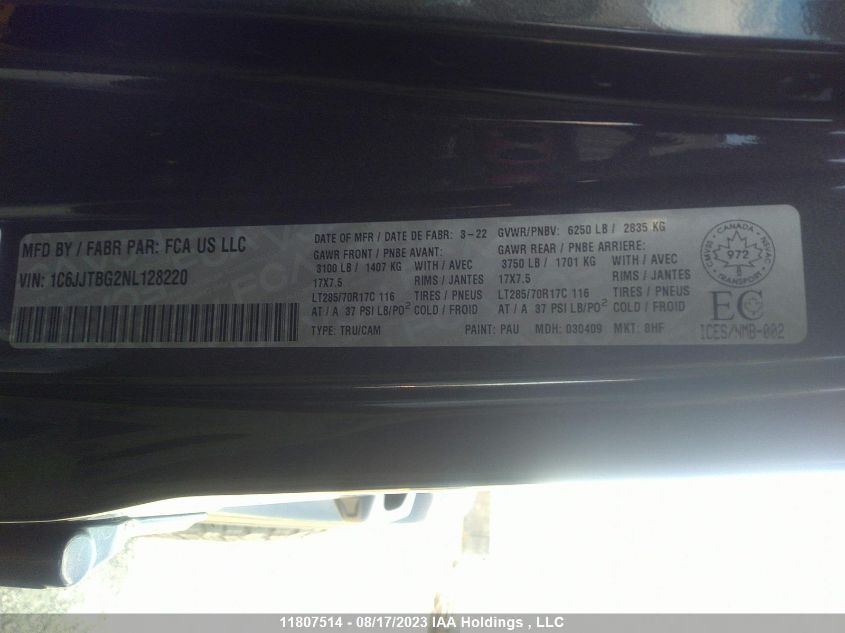 MFD BY / FABR PAR: FCA US LLC
VIN: 1C6JJTBG2NL128220
DATE OF MFR / DATE DE FABR: 3-22
GAWR FRONT / PNBE AVANT:
3100 LB / 1407 KG WITH / AVEC
17X7.5 RIMS / JANTES
LT285/70R17C 116 TIRES / PNEUS
AT / A 37 PSI LB/PO² COLD / FROID
TYPE: TRU/CAM
GVWR/PNBV: 6250 LB / 2835 KG
GAWR REAR / PNBE ARRIERE:
3750 LB / 1701 KG WITH / AVEC
17X7.5 RIMS / JANTES
LT285/70R17C 116 TIRES / PNEUS
AT / A 37 PSI LB/PO² COLD / FROID
PAINT: PAU MDH: 030409 MKT: 8HF
CANADA
972
TRANSPORT
EC
ICES/NMB-002
11807514 - 08/17/2023 IAA Holdings , LLC